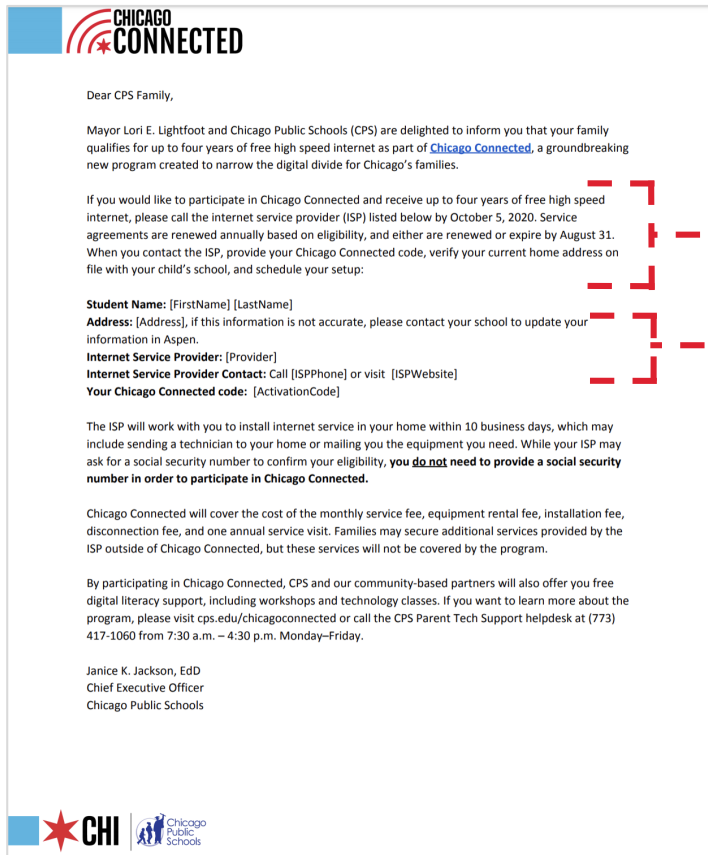 CHICAGO
CONNECTED
Dear CPS Family,
Mayor Lori E. Lightfoot and Chicago Public Schools (CPS) are delighted to inform you that your family
qualifies for up to four years of free high speed internet as part of Chicago Connected, a groundbreaking
new program created to narrow the digital divide for Chicago's families.
If you would like to participate in Chicago Connected and receive up to four years of free high speed
internet, please call the internet service provider (ISP) listed below by October 5, 2020. Service
agreements are renewed annually based on eligibility, and either are renewed or expire by August 31.
When you contact the ISP, provide your Chicago Connected code, verify your current home address on
file with your child's school, and schedule your setup:
Student Name: [FirstName] [LastName]
Address: [Address], if this information is not accurate, please contact your school to update your
information in Aspen.
Internet Service Provider: [Provider]
Internet Service Provider Contact: Call [ISPPhone] or visit [ISPWebsite]
Your Chicago Connected code: [ActivationCode]
The ISP will work with you to install internet service in your home within 10 business days, which may
include sending a technician to your home or mailing you the equipment you need. While your ISP may
ask for a social security number to confirm your eligibility, you do not need to provide a social security
number in order to participate in Chicago Connected.
Chicago Connected will cover the cost of the monthly service fee, equipment rental fee, installation fee,
disconnection fee, and one annual service visit. Families may secure additional services provided by the
ISP outside of Chicago Connected, but these services will not be covered by the program.
By participating in Chicago Connected, CPS and our community-based partners will also offer you free
digital literacy support, including workshops and technology classes. If you want to learn more about the
program, please visit cps.edu/chicagoconnected or call the CPS Parent Tech Support helpdesk at (773)
417-1060 from 7:30 a.m. – 4:30 p.m. Monday–Friday.
Janice K. Jackson, EdD
Chief Executive Officer
Chicago Public Schools
CHI
Chicago
Public
Schools